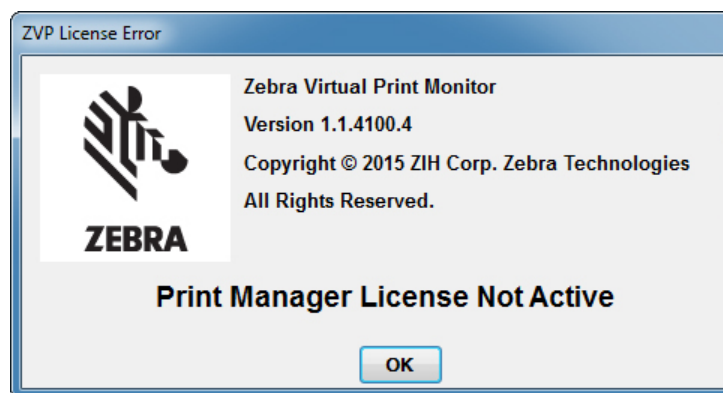 ZVP License Error
Zebra Virtual Print Monitor
Version 1.1.4100.4
Copyright © 2015 ZIH Corp. Zebra Technologies
All Rights Reserved.
ZEBRA
Print Manager License Not Active
OK